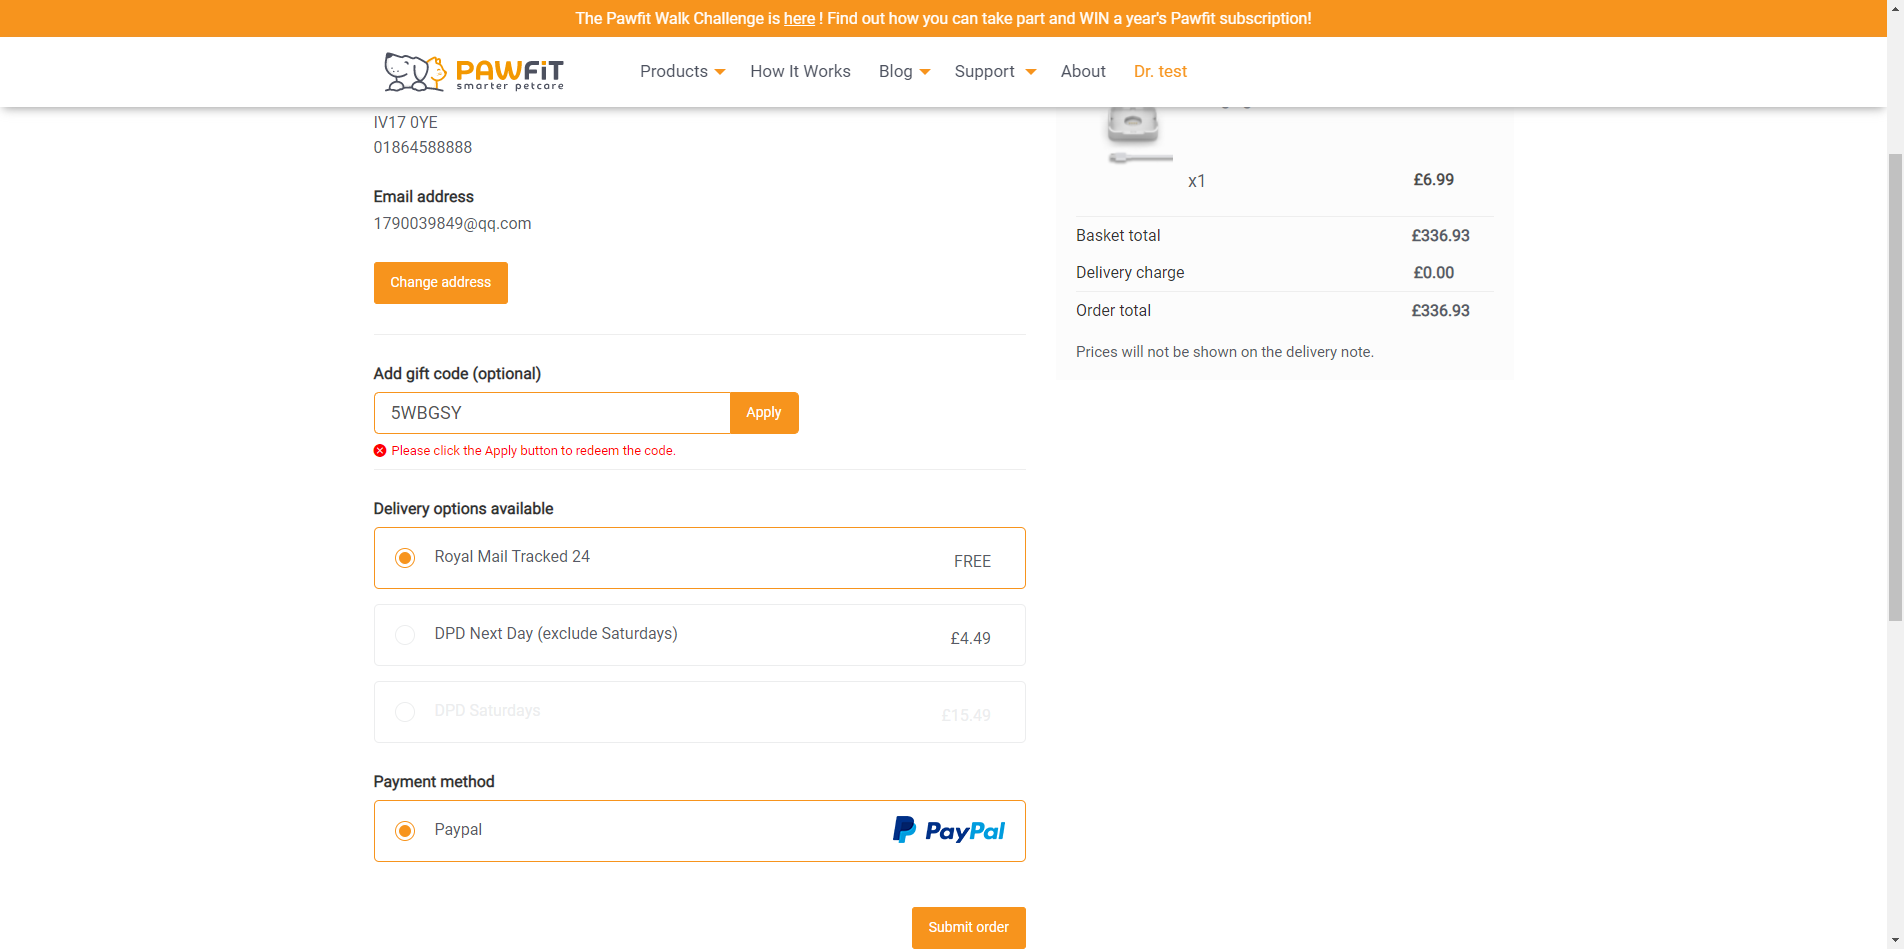 The Pawfit Walk Challenge is here ! Find out how you can take part and WIN a year's Pawfit subscription!
PAWFiT
smarter petcare
Products
How It Works
Blog
Support
About
Dr. test
IV17 0YE
01864588888
Email address
1790039849@qq.com
Change address
Add gift code (optional)
5WBGSY
Apply
Please click the Apply button to redeem the code.
Delivery options available
Royal Mail Tracked 24
FREE
DPD Next Day (exclude Saturdays)
£4.49
DPD Saturdays
£15.49
Payment method
Paypal
PayPal
Submit order
x1
£6.99
Basket total
£336.93
Delivery charge
£0.00
Order total
£336.93
Prices will not be shown on the delivery note.